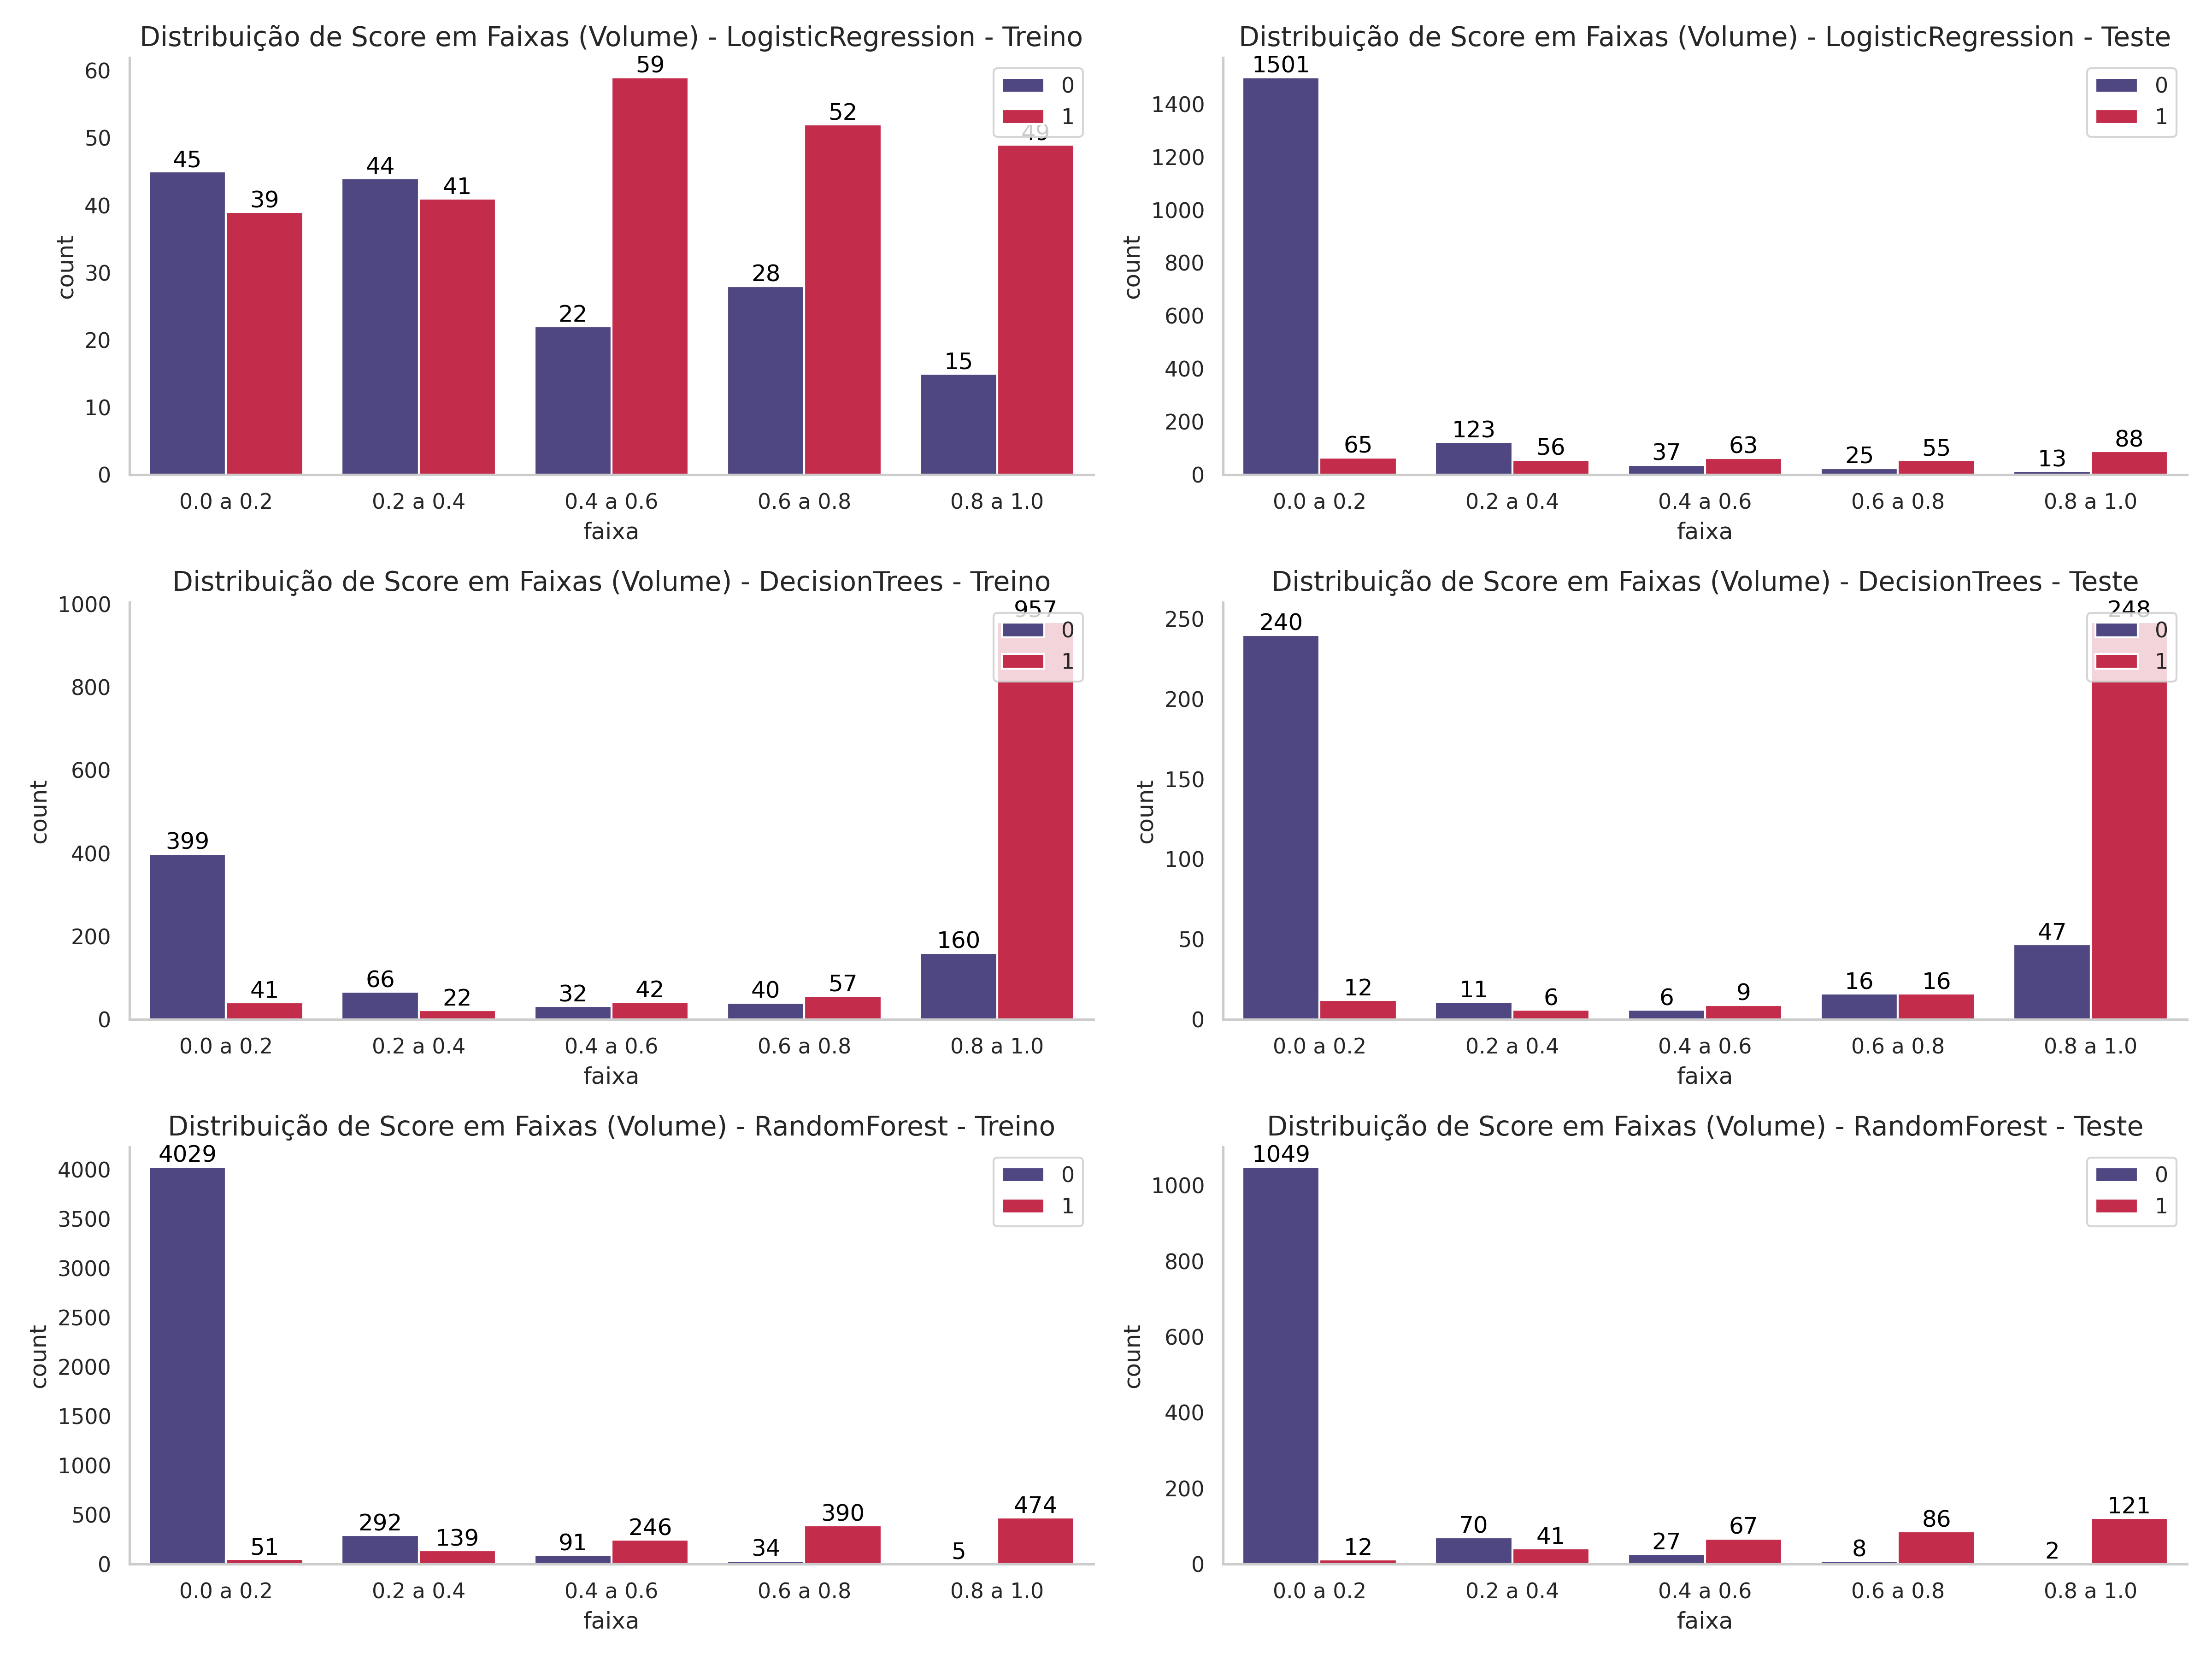 Distribuição de Score em Faixas (Volume) - LogisticRegression - Treino
60
50
40
30
20
10
0
count
45
39
44
41
22
59
28
52
15
49
0
1
0.0 a 0.2
0.2 a 0.4
0.4 a 0.6
0.6 a 0.8
0.8 a 1.0
faixa
Distribuição de Score em Faixas (Volume) - LogisticRegression - Teste
1400
1200
1000
800
600
400
200
0
count
1501
65
123
56
37
63
25
55
13
88
0
1
0.0 a 0.2
0.2 a 0.4
0.4 a 0.6
0.6 a 0.8
0.8 a 1.0
faixa
Distribuição de Score em Faixas (Volume) - DecisionTrees - Treino
1000
800
600
400
200
0
count
399
41
66
22
32
42
40
57
160
957
0
1
0.0 a 0.2
0.2 a 0.4
0.4 a 0.6
0.6 a 0.8
0.8 a 1.0
faixa
Distribuição de Score em Faixas (Volume) - DecisionTrees - Teste
250
200
150
100
50
0
count
240
12
11
6
6
9
16
16
47
248
0
1
0.0 a 0.2
0.2 a 0.4
0.4 a 0.6
0.6 a 0.8
0.8 a 1.0
faixa
Distribuição de Score em Faixas (Volume) - RandomForest - Treino
4000
3500
3000
2500
2000
1500
1000
500
0
count
4029
51
292
139
91
246
34
390
5
474
0
1
0.0 a 0.2
0.2 a 0.4
0.4 a 0.6
0.6 a 0.8
0.8 a 1.0
faixa
Distribuição de Score em Faixas (Volume) - RandomForest - Teste
1000
800
600
400
200
0
count
1049
12
70
41
27
67
8
86
2
121
0
1
0.0 a 0.2
0.2 a 0.4
0.4 a 0.6
0.6 a 0.8
0.8 a 1.0
faixa